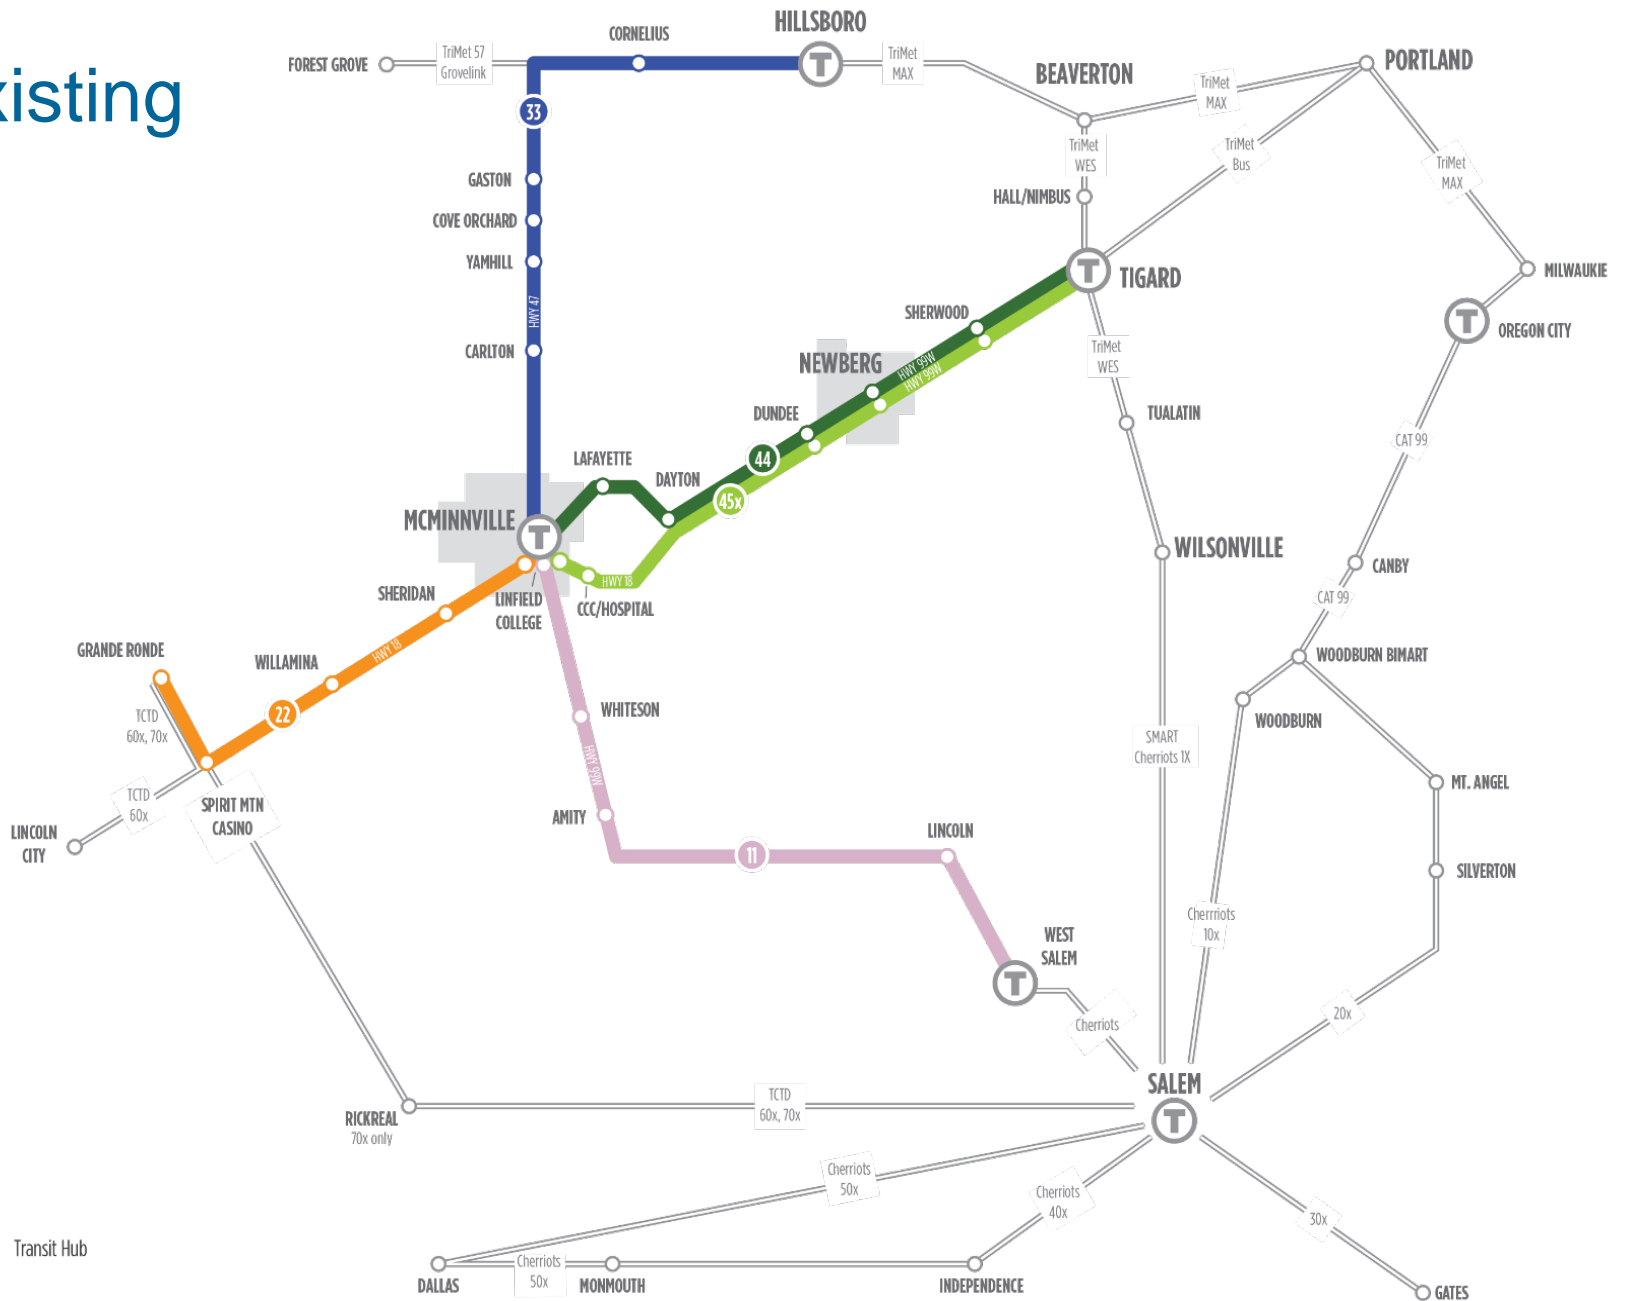 xisting
HILLSBORO
CORNELIUS
FOREST GROVE
TriMet 57
Grovelink
T
TriMet
MAX
BEAVERTON
PORTLAND
TriMet
MAX
33
TriMet
WES
TriMet
Bus
TriMet
MAX
GASTON
HALL/NIMBUS
COVE ORCHARD
YAMHILL
T
TIGARD
MILWAUKIE
HWY 47
SHERWOOD
T
OREGON CITY
CARLTON
NEWBERG
HWY 99W
HWY 99W
TriMet
WES
DUNDEE
TUALATIN
CAT 99
LAFAYETTE
44
DAYTON
45x
MCMINNVILLE
T
WILSONVILLE
CANBY
HWY 18
SHERIDAN
LINFIELD
COLLEGE
CCC/HOSPITAL
CAT 99
GRANDE RONDE
WILLAMINA
HWY 18
WOODBURN BIMART
22
WHITESON
WOODBURN
TCTD
60x, 70x
HWY 99W
SMART
Cherriots 1X
MT. ANGEL
TCTD
60x
SPIRIT MTN
CASINO
AMITY
LINCOLN
CITY
11
LINCOLN
SILVERTON
Cherrriots
10x
WEST
SALEM
T
Cherriots
20x
SALEM
T
TCTD
60x, 70x
RICKREAL
70x only
Cherriots
50x
Cherriots
40x
30x
Transit Hub
Cherriots
50x
DALLAS
MONMOUTH
INDEPENDENCE
GATES